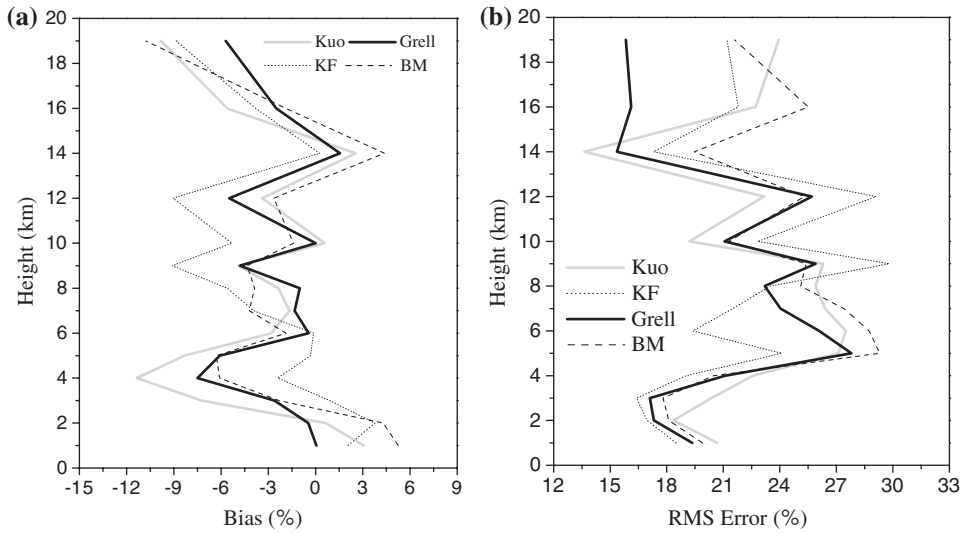 (a)
20
18
16
14
12
10
8
6
4
2
0
Height (km)
Kuo
Grell
KF
BM
-15
-12
-9
-6
-3
0
3
6
9
Bias (%)
(b)
20
18
16
14
12
10
8
6
4
2
0
Height (km)
Kuo
KF
Grell
BM
12
15
18
21
24
27
30
33
RMS Error (%)